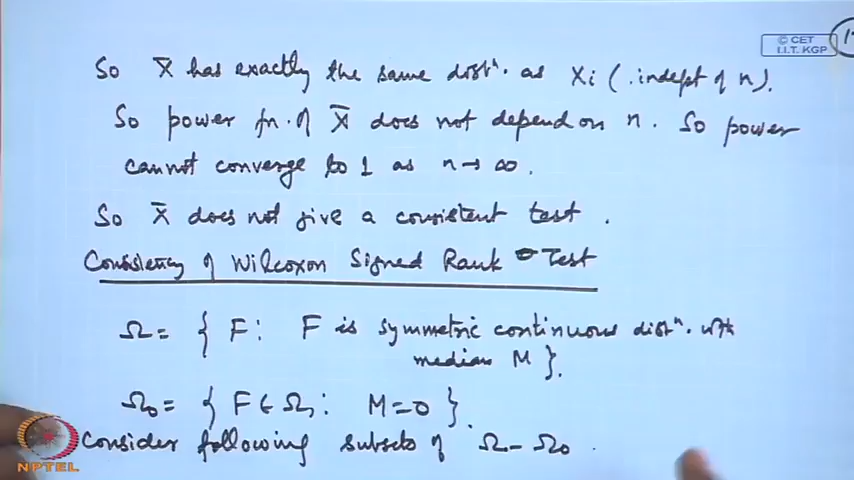 © CET
I.I.T. KGP
So X̄ has exactly the same distⁿ. as Xi (.indept of n).
So power fn. of X̄ does not depend on n. So power
cannot converge to 1 as n → ∞.
So X̄ does not give a consistent test.
Consistency of Wilcoxon Signed Rank Test
Ω = { F : F is symmetric continuous distⁿ. with
median M }.
Ω₀ = { F ∈ Ω, : M = 0 }.
Consider following subsets of Ω - Ω₀.
NPTEL